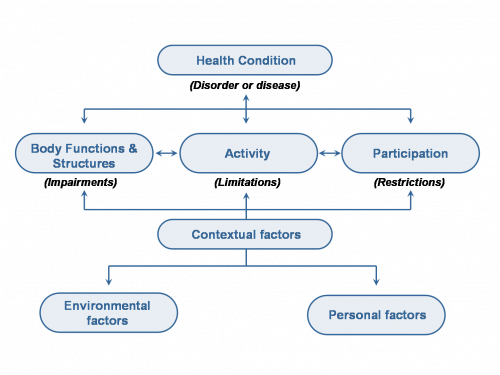 Health Condition
(Disorder or disease)
Body Functions &
Structures
Activity
Participation
(Impairments)
(Limitations)
(Restrictions)
Contextual factors
Environmental
factors
Personal factors